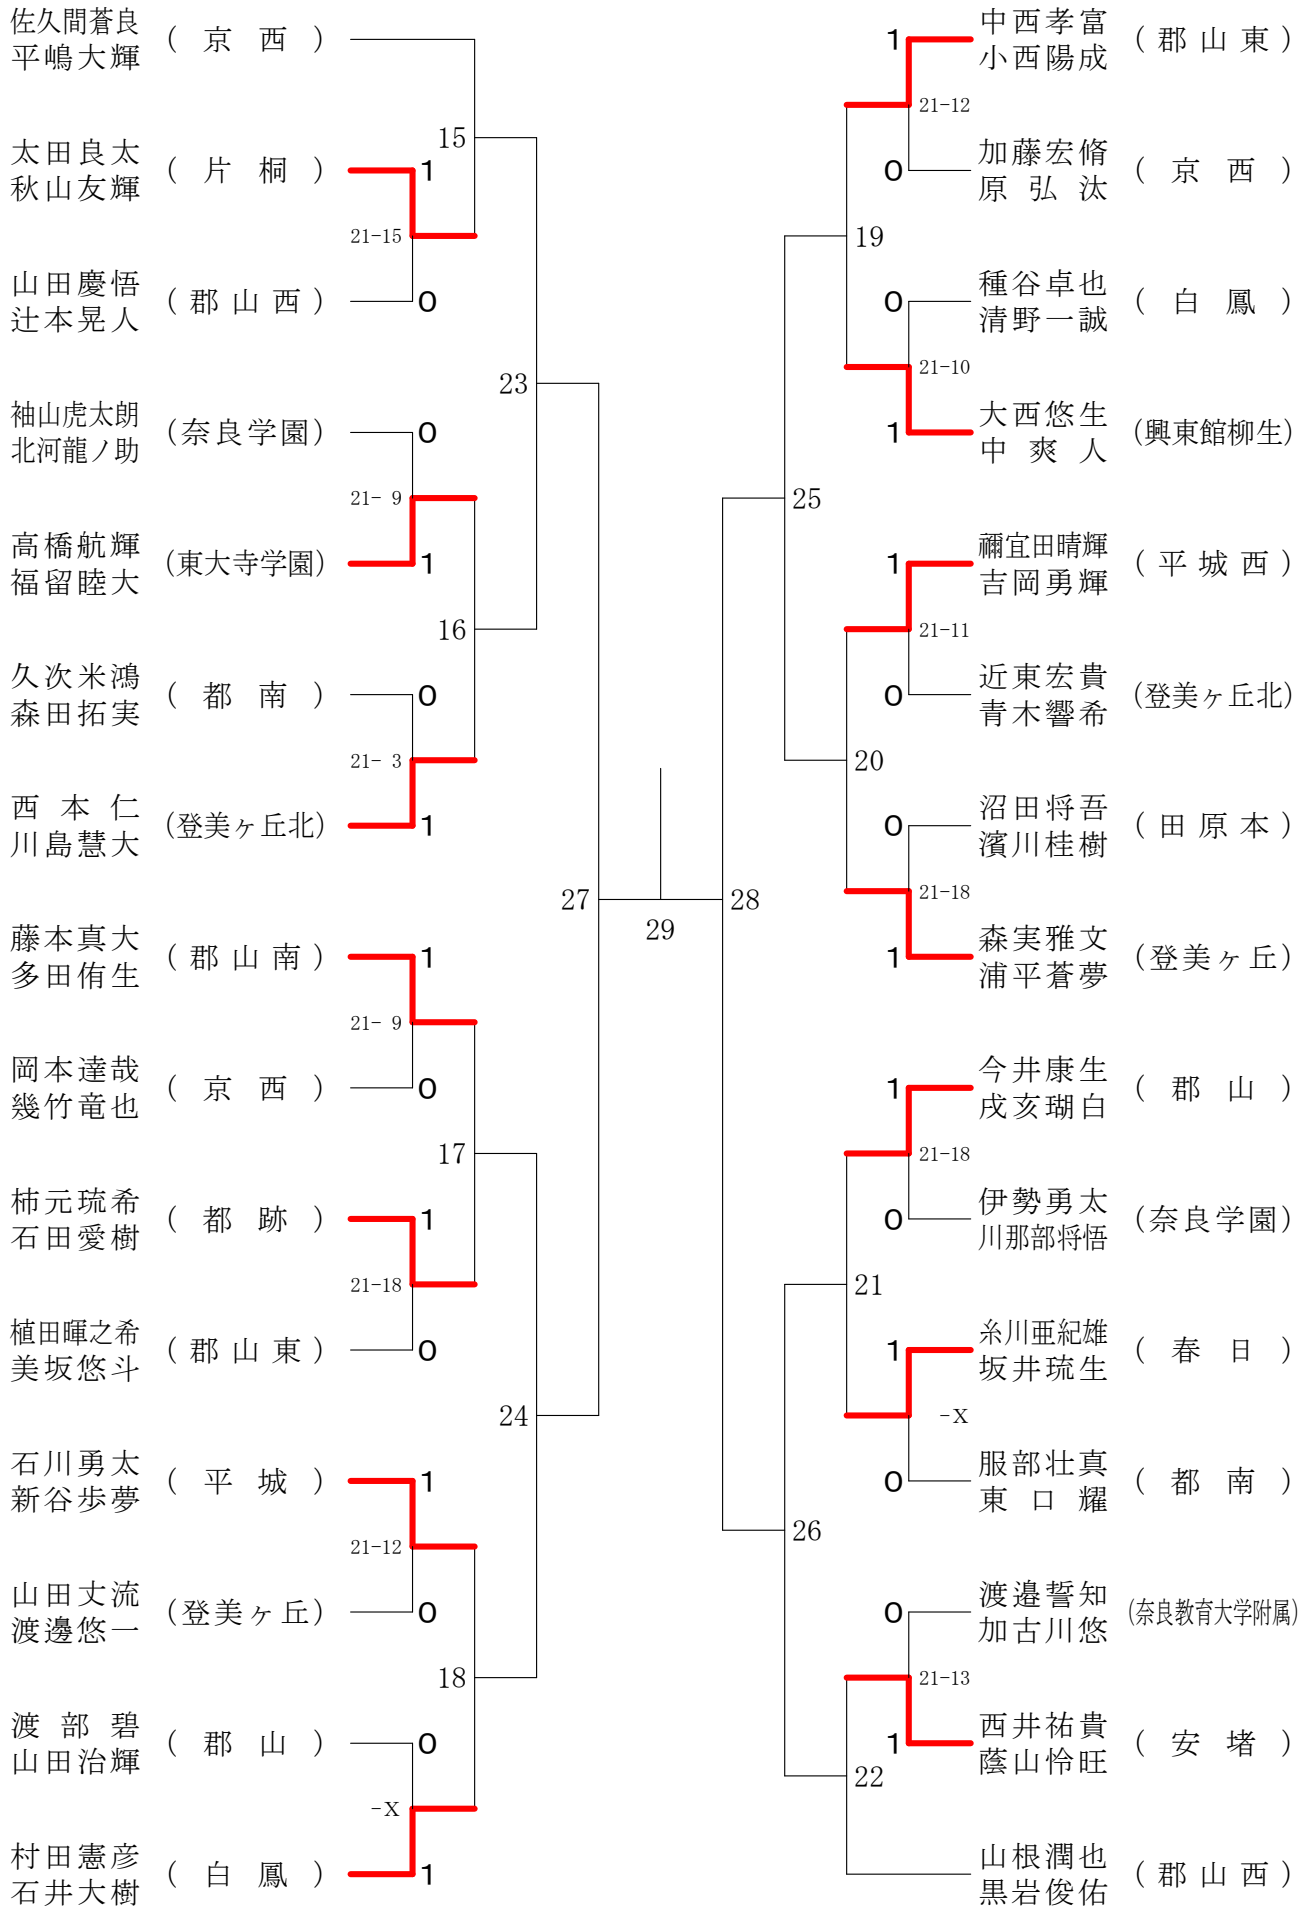 佐久間蒼良
平嶋大輝
( 京 西 )
15
太田良太
秋山友輝
( 片 桐 )
1
21-15
山田慶悟
辻本晃人
( 郡 山 西 )
0
23
袖山虎太朗
北河龍ノ助
(奈良学園)
0
21- 9
高橋航輝
福留睦大
(東大寺学園)
1
16
久次米鴻
森田拓実
( 都 南 )
0
21- 3
西 本 仁
川島慧大
(登美ヶ丘北)
1
27
藤本真大
多田侑生
( 郡 山 南 )
1
21- 9
岡本達哉
幾竹竜也
( 京 西 )
0
17
柿元琉希
石田愛樹
( 都 跡 )
1
21-18
植田暉之希
美坂悠斗
( 郡 山 東 )
0
24
石川勇太
新谷歩夢
( 平 城 )
1
21-12
山田丈流
渡邊悠一
(登美ヶ丘)
0
18
渡 部 碧
山田治輝
( 郡 山 )
0
-X
村田憲彦
石井大樹
( 白 鳳 )
1
29
中西孝富
小西陽成
( 郡 山 東 )
1
21-12
加藤宏脩
原 弘 汰
( 京 西 )
0
19
種谷卓也
清野一誠
( 白 鳳 )
0
21-10
大西悠生
中 爽 人
(興東館柳生)
1
25
禰宜田晴輝
吉岡勇輝
( 平 城 西 )
1
21-11
近東宏貴
青木響希
(登美ヶ丘北)
0
20
沼田将吾
濱川桂樹
( 田 原 本 )
0
21-18
森実雅文
浦平蒼夢
(登美ヶ丘)
1
28
今井康生
戌亥瑚白
( 郡 山 )
1
21-18
伊勢勇太
川那部将悟
(奈良学園)
0
21
糸川亜紀雄
坂井琉生
( 春 日 )
1
-X
服部壮真
東 口 耀
( 都 南 )
0
26
渡邉誓知
加古川悠
(奈良教育大学附属)
0
21-13
西井祐貴
蔭山怜旺
( 安 堵 )
1
22
山根潤也
黒岩俊佑
( 郡 山 西 )